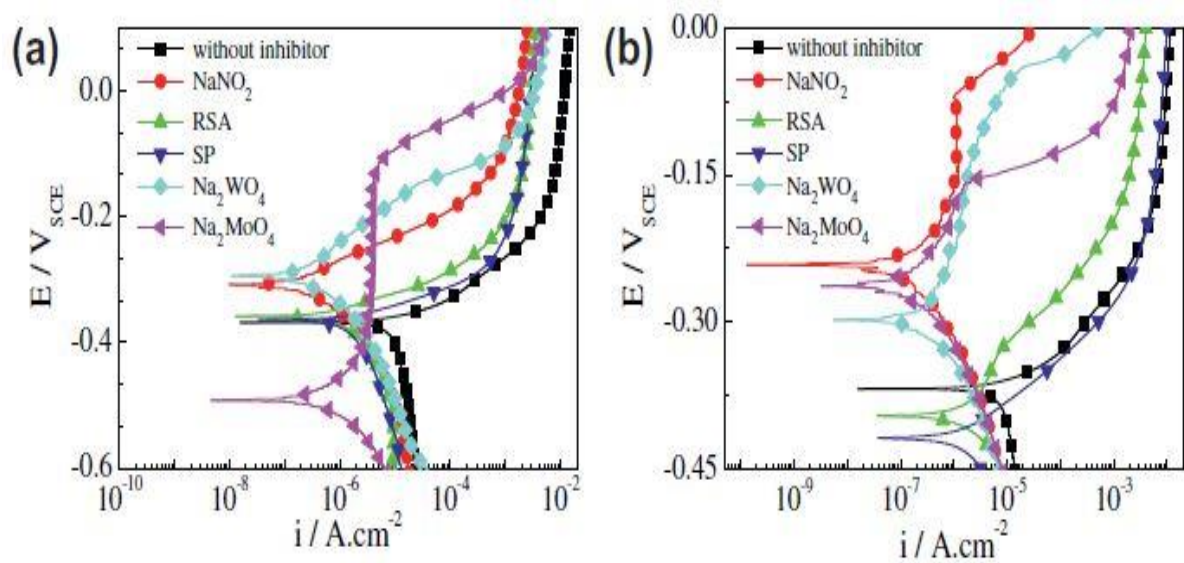 (a)
without inhibitor
NaNO₂
RSA
SP
Na₂WO₄
Na₂MoO₄
0.0
-0.2
-0.4
-0.6
E / V_SCE
10⁻¹⁰ 10⁻⁸ 10⁻⁶ 10⁻⁴ 10⁻²
i / A.cm⁻²
(b)
without inhibitor
NaNO₂
RSA
SP
Na₂WO₄
Na₂MoO₄
0.00
-0.15
-0.30
-0.45
E / V_SCE
10⁻⁹ 10⁻⁷ 10⁻⁵ 10⁻³
i / A.cm⁻²